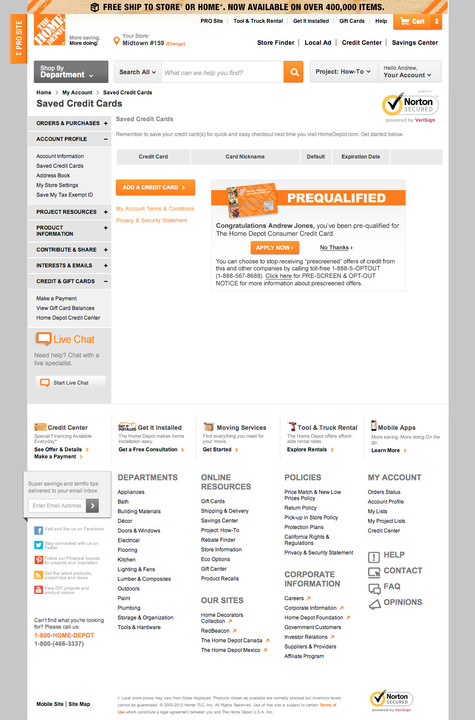 FREE SHIP TO STORE OR HOME*. NOW AVAILABLE ON OVER 400,000 ITEMS.
PRO SITE
PRO Site | Tool & Truck Rental | Get It Installed | Gift Cards | Help
Cart 2
THE HOME DEPOT
More saving.
More doing.
Your Store:
Midtown #159 (Change)
Store Finder | Local Ad | Credit Center | Savings Center
Shop By
Department
Search All
What can we help you find?
Project: How-To
Hello Andrew,
Your Account
Home > My Account > Saved Credit Cards
Saved Credit Cards
Norton
SECURED
powered by VeriSign
ORDERS & PURCHASES +
ACCOUNT PROFILE –
Account Information
Saved Credit Cards
Address Book
My Store Settings
Save My Tax Exempt ID
PROJECT RESOURCES +
PRODUCT
INFORMATION +
CONTRIBUTE & SHARE +
INTERESTS & EMAILS +
CREDIT & GIFT CARDS –
Make a Payment
View Gift Card Balances
Home Depot Credit Center
Live Chat
Need help? Chat with a
live specialist.
Start Live Chat
Saved Credit Cards
Remember to save your credit card(s) for quick and easy checkout next time you visit HomeDepot.com. Get started below.
Credit Card Card Nickname Default Expiration Date
ADD A CREDIT CARD >
My Account Terms & Conditions
Privacy & Security Statement
PREQUALIFIED
Congratulations Andrew Jones, you've been pre-qualified for
The Home Depot Consumer Credit Card.
APPLY NOW › No Thanks ›
You can choose to stop receiving "prescreened" offers of credit from
this and other companies by calling toll-free 1-888-5-OPTOUT
(1-888-567-8688). Click here for PRE-SCREEN & OPT-OUT
NOTICE for more information about prescreened offers.
Credit Center
Special Financing Available
Everyday*
See Offer & Details >
Make a Payment >
Get It Installed
The Home Depot makes home
installation easy.
Get a Free Consultation >
Moving Services
Find everything you need for
your move.
Get Started >
Tool & Truck Rental
The Home Depot offers afford-
able rental rates.
Explore Rentals >
Mobile Apps
More saving. More doing. On the
go.
Learn More >
Super savings and terrific tips
delivered to your email inbox.
Enter Email Address
Visit and like us on Facebook
Stay connected with us on
Twitter
Follow our Pinterest boards
for projects and inspiration
Get the latest products,
project tips and ideas
View DIY projects and
product videos
Can't find what you're looking
for? Please call us:
1-800-HOME-DEPOT
1-800-(466-3337)
DEPARTMENTS
Appliances
Bath
Building Materials
Décor
Doors & Windows
Electrical
Flooring
Kitchen
Lighting & Fans
Lumber & Composites
Outdoors
Paint
Plumbing
Storage & Organization
Tools & Hardware
ONLINE
RESOURCES
Gift Cards
Shipping & Delivery
Savings Center
Project: How-To
Rebate Finder
Store Information
Eco Options
Gift Center
Product Recalls
OUR SITES
Home Decorators
Collection
RedBeacon
The Home Depot Canada
The Home Depot Mexico
POLICIES
Price Match & New Low
Prices Policy
Return Policy
Pick-up in Store Policy
Protection Plans
California Rights &
Regulations
Privacy & Security Statement
CORPORATE
INFORMATION
Careers
Corporate Information
Home Depot Foundation
Government Customers
Investor Relations
Suppliers & Providers
Affiliate Program
MY ACCOUNT
Orders Status
Account Profile
My Lists
My Project Lists
Credit Center
HELP
CONTACT
FAQ
OPINIONS
Mobile Site | Site Map
† Local store prices may vary from those displayed. Products shown as available are normally stocked but inventory levels
cannot be guaranteed. © 2000-2013 Homer TLC, Inc. All Rights Reserved. Use of this site is subject to certain Terms of
Use which constitute a legal agreement between you and The Home Depot U.S.A., Inc.
Norton
SECURED
powered by VeriSign